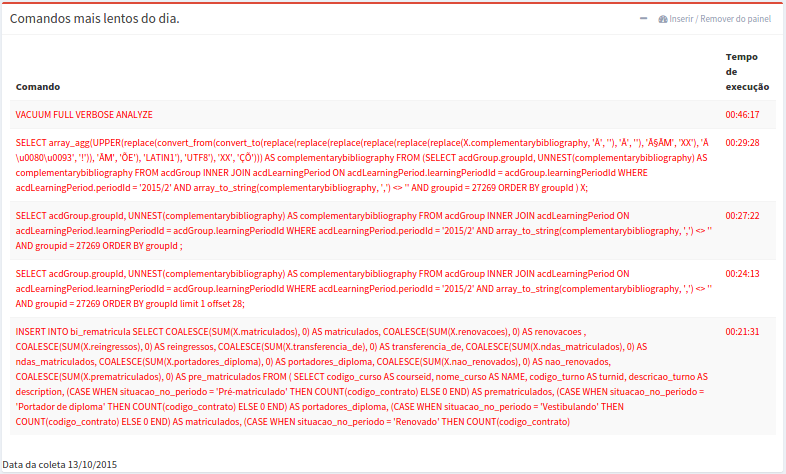 Comandos mais lentos do dia.
Inserir / Remover do painel
Comando
Tempo
de
execução
VACUUM FULL VERBOSE ANALYZE
00:46:17
SELECT array_agg(UPPER(replace(convert_from(convert_to(replace(replace(replace(replace(replace(X.complementarybibliography, 'Ã', ''), 'Â', ''), 'Ã§ÃM', 'XX'), 'Ã
\u0080\u0093', '!')), 'ÃM', 'ÕE'), 'LATIN1'), 'UTF8'), 'XX', 'ÇÕ'))) AS complementarybibliography FROM (SELECT acdGroup.groupId, UNNEST(complementarybibliography) AS
complementarybibliography FROM acdGroup INNER JOIN acdLearningPeriod ON acdLearningPeriod.learningPeriodId = acdGroup.learningPeriodId WHERE
acdLearningPeriod.periodId = '2015/2' AND array_to_string(complementarybibliography, ',') <> '' AND groupid = 27269 ORDER BY groupId ) X;
00:29:28
SELECT acdGroup.groupId, UNNEST(complementarybibliography) AS complementarybibliography FROM acdGroup INNER JOIN acdLearningPeriod ON
acdLearningPeriod.learningPeriodId = acdGroup.learningPeriodId WHERE acdLearningPeriod.periodId = '2015/2' AND array_to_string(complementarybibliography, ',') <> ''
AND groupid = 27269 ORDER BY groupId ;
00:27:22
SELECT acdGroup.groupId, UNNEST(complementarybibliography) AS complementarybibliography FROM acdGroup INNER JOIN acdLearningPeriod ON
acdLearningPeriod.learningPeriodId = acdGroup.learningPeriodId WHERE acdLearningPeriod.periodId = '2015/2' AND array_to_string(complementarybibliography, ',') <> ''
AND groupid = 27269 ORDER BY groupId limit 1 offset 28;
00:24:13
INSERT INTO bi_rematricula SELECT COALESCE(SUM(X.matriculados), 0) AS matriculados, COALESCE(SUM(X.renovacoes), 0) AS renovacoes ,
COALESCE(SUM(X.reingressos), 0) AS reingressos, COALESCE(SUM(X.transferencia_de), 0) AS transferencia_de, COALESCE(SUM(X.ndas_matriculados), 0) AS
ndas_matriculados, COALESCE(SUM(X.portadores_diploma), 0) AS portadores_diploma, COALESCE(SUM(X.nao_renovados), 0) AS nao_renovados,
COALESCE(SUM(X.prematriculados), 0) AS pre_matriculados FROM ( SELECT codigo_curso AS courseid, nome_curso AS NAME, codigo_turno AS turnid, descricao_turno AS
description, (CASE WHEN situacao_no_periodo = 'Pré-matriculado' THEN COUNT(codigo_contrato) ELSE 0 END) AS prematriculados, (CASE WHEN situacao_no_periodo =
'Portador de diploma' THEN COUNT(codigo_contrato) ELSE 0 END) AS portadores_diploma, (CASE WHEN situacao_no_periodo = 'Vestibulando' THEN
COUNT(codigo_contrato) ELSE 0 END) AS matriculados, (CASE WHEN situacao_no_periodo = 'Renovado' THEN COUNT(codigo_contrato)
00:21:31
Data da coleta 13/10/2015